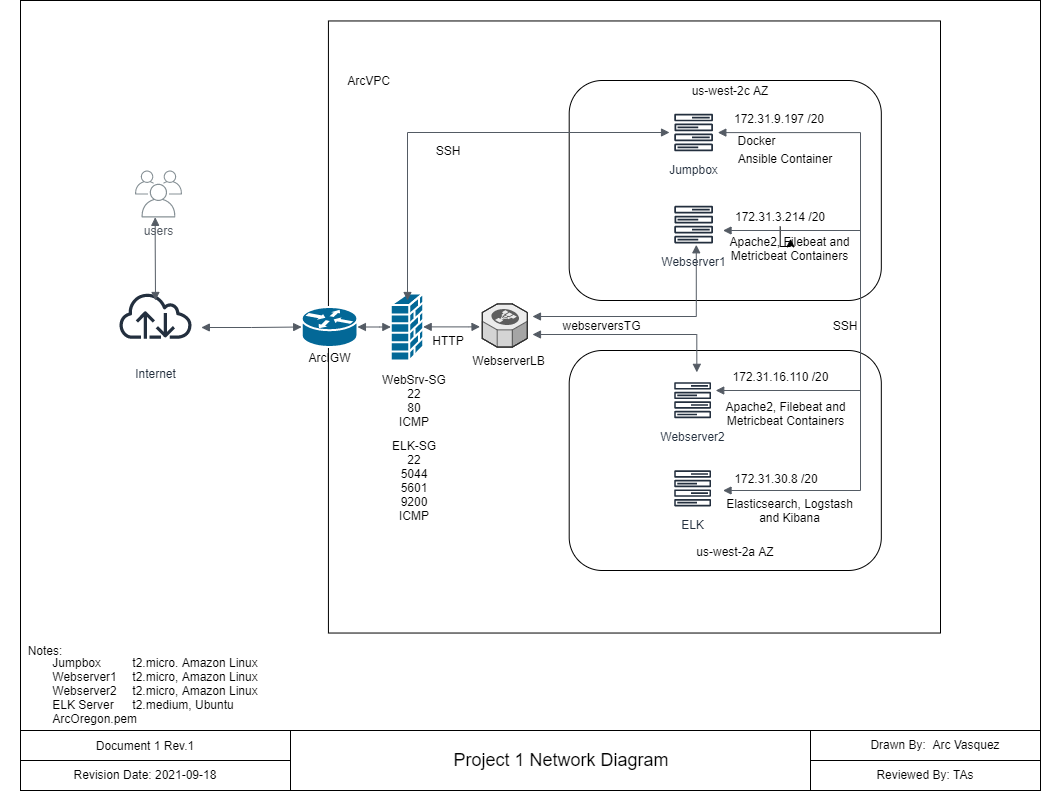 ArcVPC
us-west-2c AZ
172.31.9.197 /20
Docker
Ansible Container
SSH
Jumpbox
172.31.3.214 /20
Apache2, Filebeat and
Metricbeat Containers
Webserver1
users
Internet
ArcIGW
HTTP
WebserverLB
webserversTG
SSH
WebSrv-SG
22
80
ICMP
ELK-SG
22
5044
5601
9200
ICMP
172.31.16.110 /20
Apache2, Filebeat and
Metricbeat Containers
Webserver2
172.31.30.8 /20
Elasticsearch, Logstash
and Kibana
ELK
us-west-2a AZ
Notes:
Jumpbox t2.micro. Amazon Linux
Webserver1 t2.micro, Amazon Linux
Webserver2 t2.micro, Amazon Linux
ELK Server t2.medium, Ubuntu
ArcOregon.pem
Document 1 Rev.1
Revision Date: 2021-09-18
Project 1 Network Diagram
Drawn By: Arc Vasquez
Reviewed By: TAs